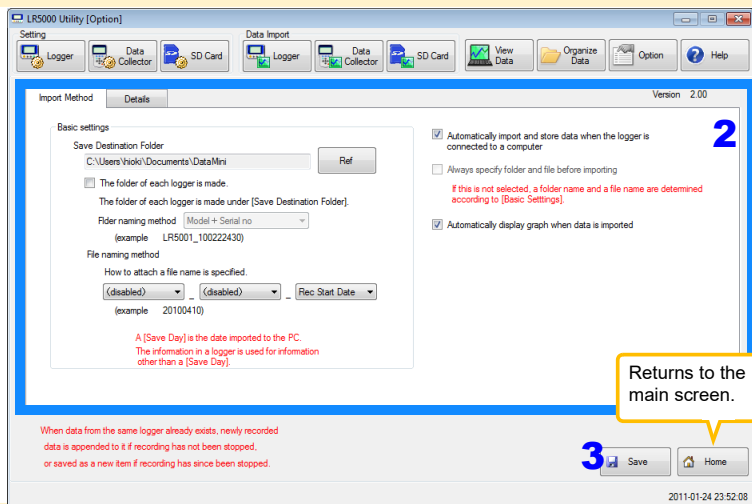 LR5000 Utility [Option]
Setting
Data Import
Logger
Data Collector
SD Card
Logger
Data Collector
SD Card
View Data
Organize Data
Option
Help
Import Method
Details
Version 2.00
2
Basic settings
Save Destination Folder
C:\Users\hioki\Documents\DataMini
Ref
The folder of each logger is made.
The folder of each logger is made under [Save Destination Folder].
Flder naming method
Model + Serial no
(example LR5001_100222430)
File naming method
How to attach a file name is specified.
(disabled) _ (disabled) _ Rec Start Date
(example 20100410)
A [Save Day] is the date imported to the PC.
The information in a logger is used for information
other than a [Save Day].
Automatically import and store data when the logger is
connected to a computer
Always specify folder and file before importing
If this is not selected, a folder name and a file name are determined
according to [Basic Setttings].
Automatically display graph when data is imported
Returns to the
main screen.
When data from the same logger already exists, newly recorded
data is appended to it if recording has not been stopped,
or saved as a new item if recording has since been stopped.
3
Save
Home
2011-01-24 23:52:08